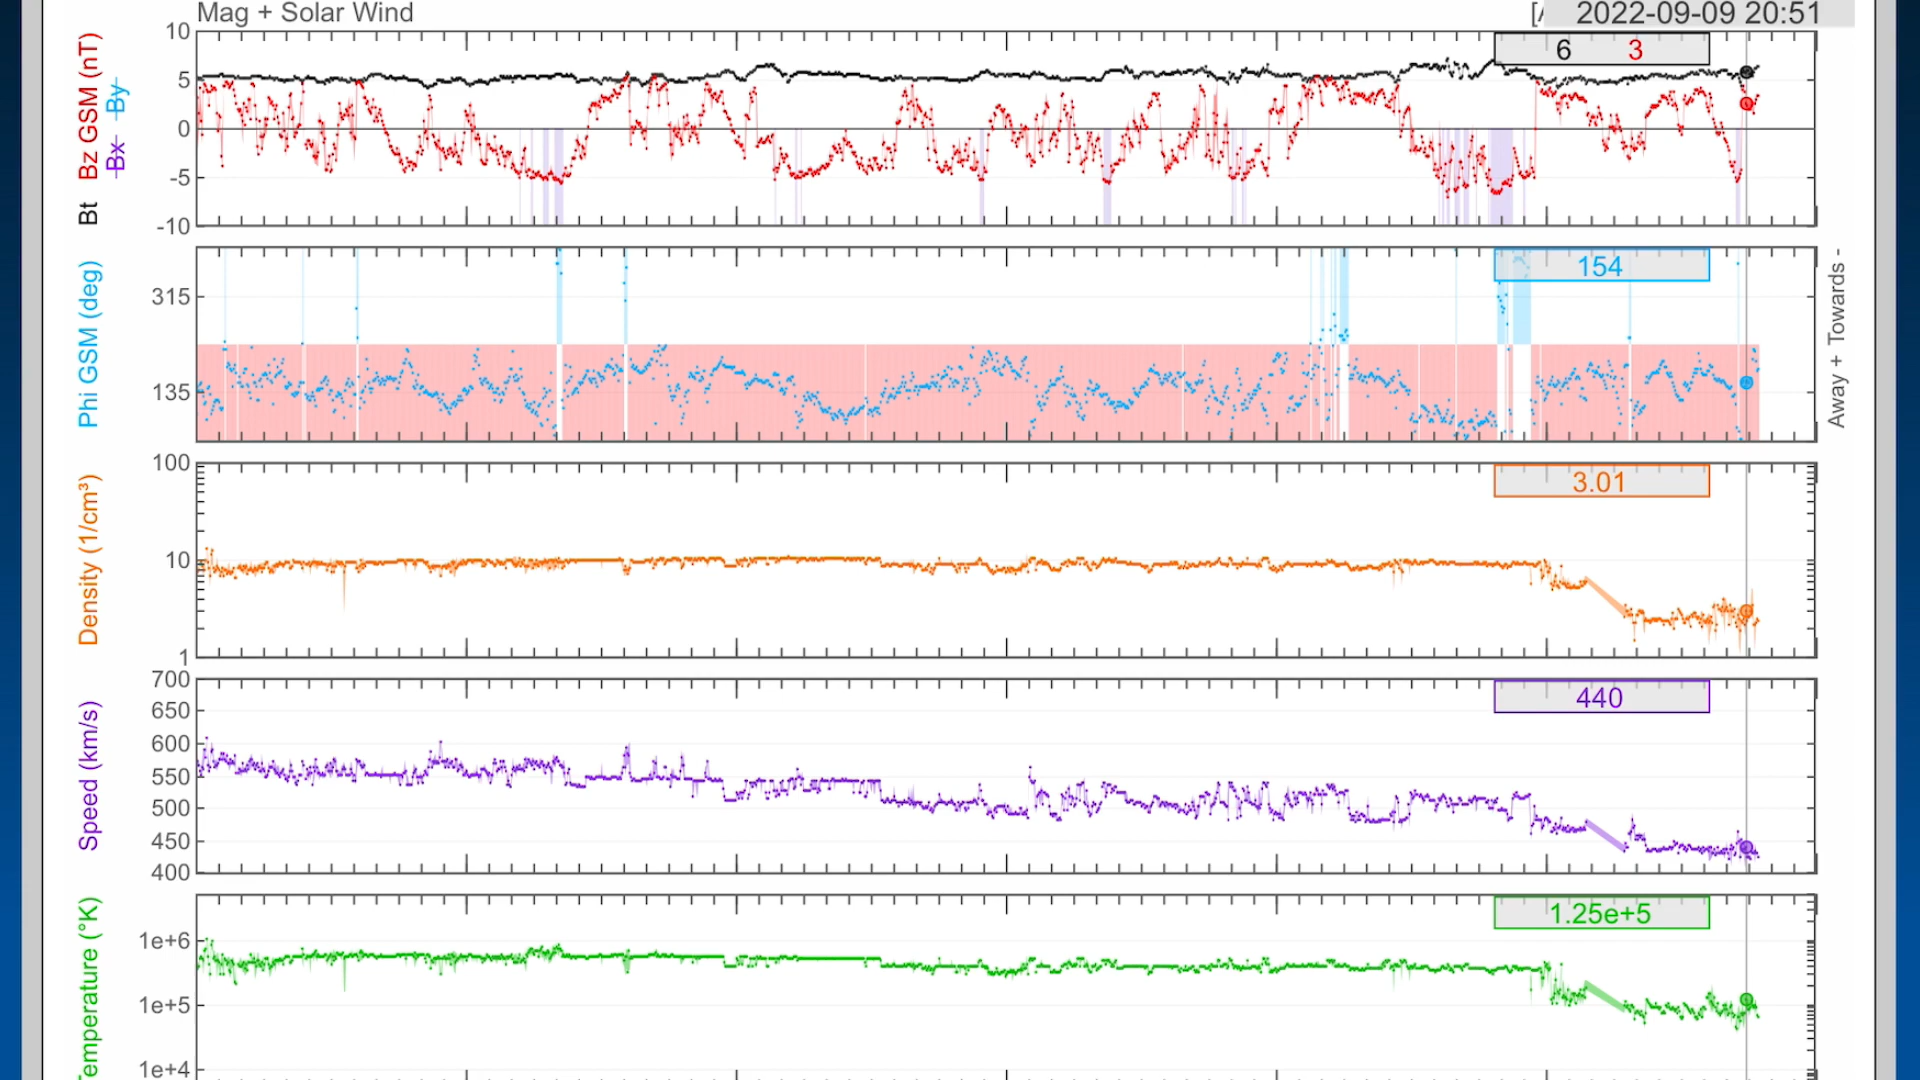 Mag + Solar Wind
2022-09-09 20:51
Bt Bz GSM (nT)
Bx By
10
5
0
-5
-10
6 3
Phi GSM (deg)
315
135
154
Away + Towards -
Density (1/cm³)
100
10
1
3.01
Speed (km/s)
700
650
600
550
500
450
400
440
Temperature (°K)
1e+6
1e+5
1e+4
1.25e+5